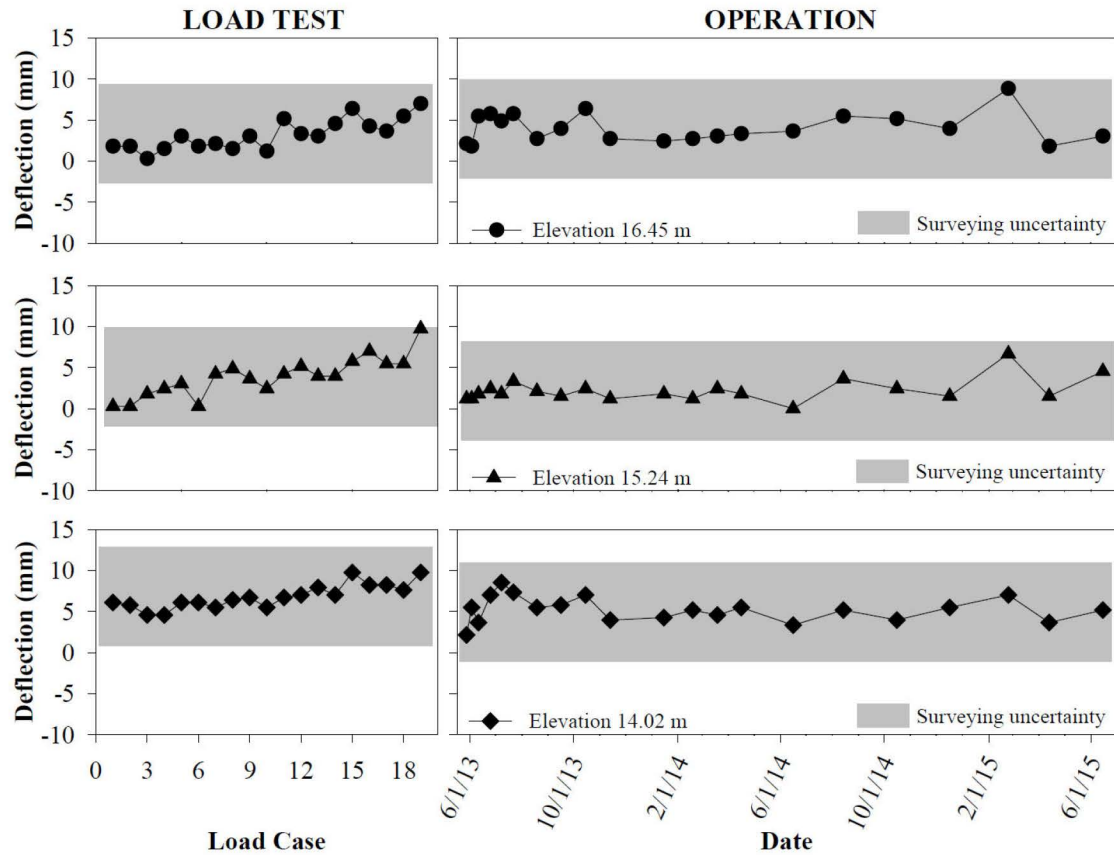 LOAD TEST OPERATION
Deflection (mm)
15
10
5
0
-5
-10
Elevation 16.45 m
Surveying uncertainty
Deflection (mm)
15
10
5
0
-5
-10
Elevation 15.24 m
Surveying uncertainty
Deflection (mm)
15
10
5
0
-5
-10
Elevation 14.02 m
Surveying uncertainty
0 3 6 9 12 15 18
6/1/13 10/1/13 2/1/14 6/1/14 10/1/14 2/1/15 6/1/15
Load Case Date